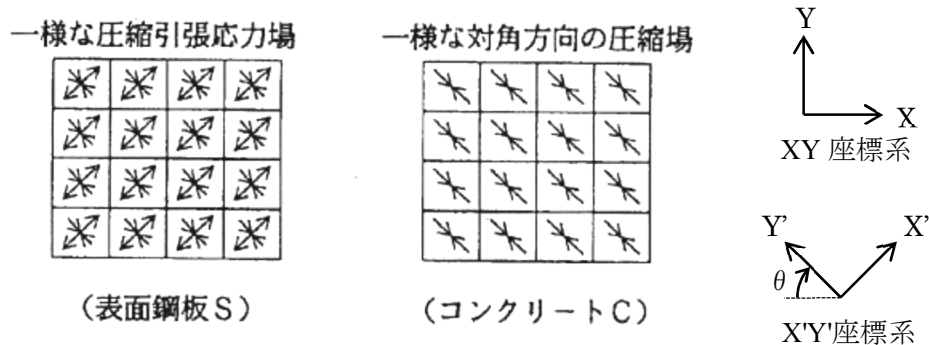 一様な圧縮引張応力場
（表面鋼板S）
一様な対角方向の圧縮場
（コンクリートC）
Y
X
XY 座標系
Y’
X’
θ
X'Y'座標系